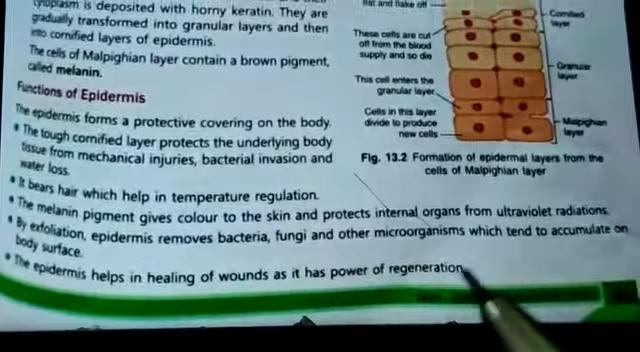 cytoplasm is deposited with horny keratin. They are
gradually transformed into granular layers and then
into cornified layers of epidermis.
The cells of Malpighian layer contain a brown pigment,
called melanin.
Functions of Epidermis
The epidermis forms a protective covering on the body.
• The tough cornified layer protects the underlying body
tissue from mechanical injuries, bacterial invasion and
water loss.
• It bears hair which help in temperature regulation.
• The melanin pigment gives colour to the skin and protects internal organs from ultraviolet radiations.
• By exfoliation, epidermis removes bacteria, fungi and other microorganisms which tend to accumulate on
body surface.
• The epidermis helps in healing of wounds as it has power of regeneration
flat and flake off
These cells are cut
off from the blood
supply and so die
This cell enters the
granular layer
Cells in this layer
divide to produce
new cells
Cornified
layer
Granular
layer
Malpighian
layer
Fig. 13.2 Formation of epidermal layers from the
cells of Malpighian layer